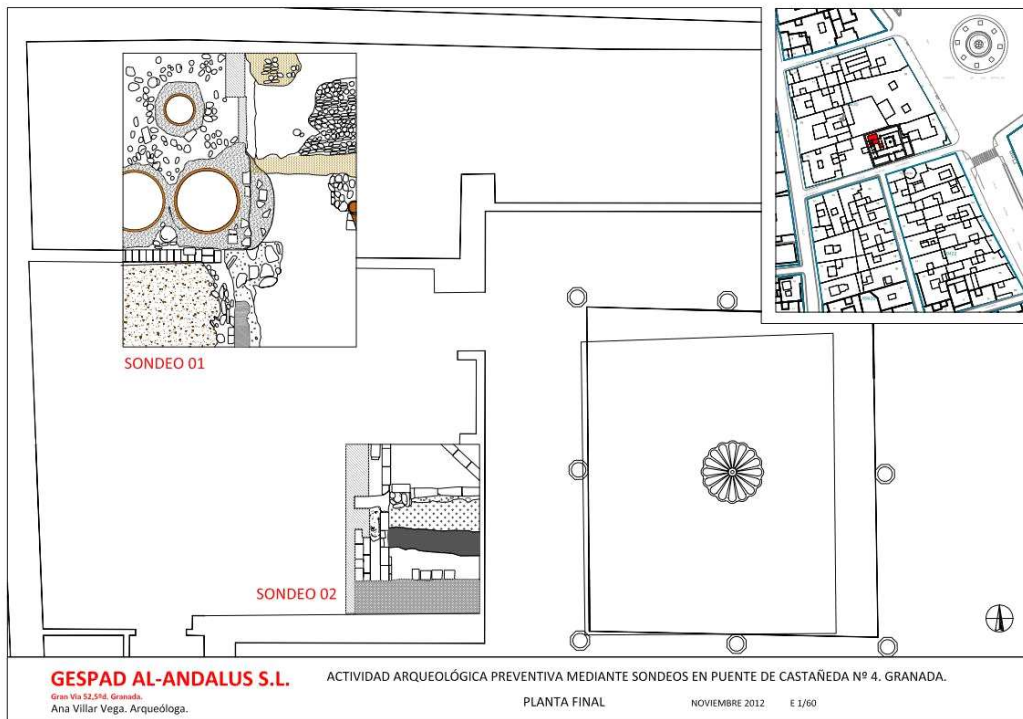 SONDEO 01
SONDEO 02
GESPAD AL-ANDALUS S.L.
Gran Vía 52,5ºd. Granada.
Ana Villar Vega. Arqueóloga.
ACTIVIDAD ARQUEOLÓGICA PREVENTIVA MEDIANTE SONDEOS EN PUENTE DE CASTAÑEDA Nº 4. GRANADA.
PLANTA FINAL
NOVIEMBRE 2012
E 1/60